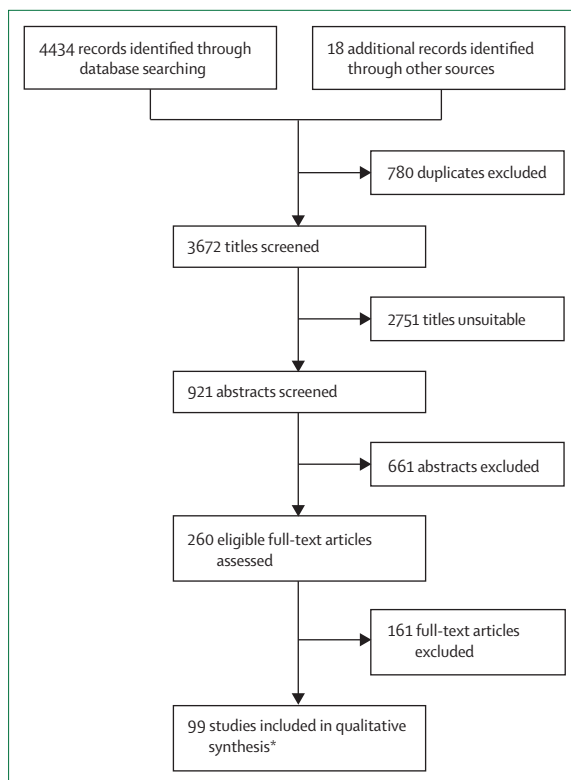 4434 records identified through
database searching
18 additional records identified
through other sources
780 duplicates excluded
3672 titles screened
2751 titles unsuitable
921 abstracts screened
661 abstracts excluded
260 eligible full-text articles
assessed
161 full-text articles
excluded
99 studies included in qualitative
synthesis*